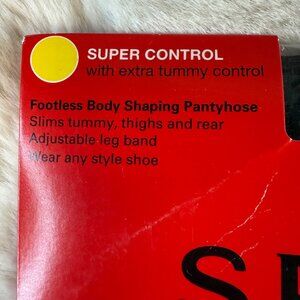 SUPER CONTROL
with extra tummy control
Footless Body Shaping Pantyhose
Slims tummy, thighs and rear
Adjustable leg band
Wear any style shoe
S